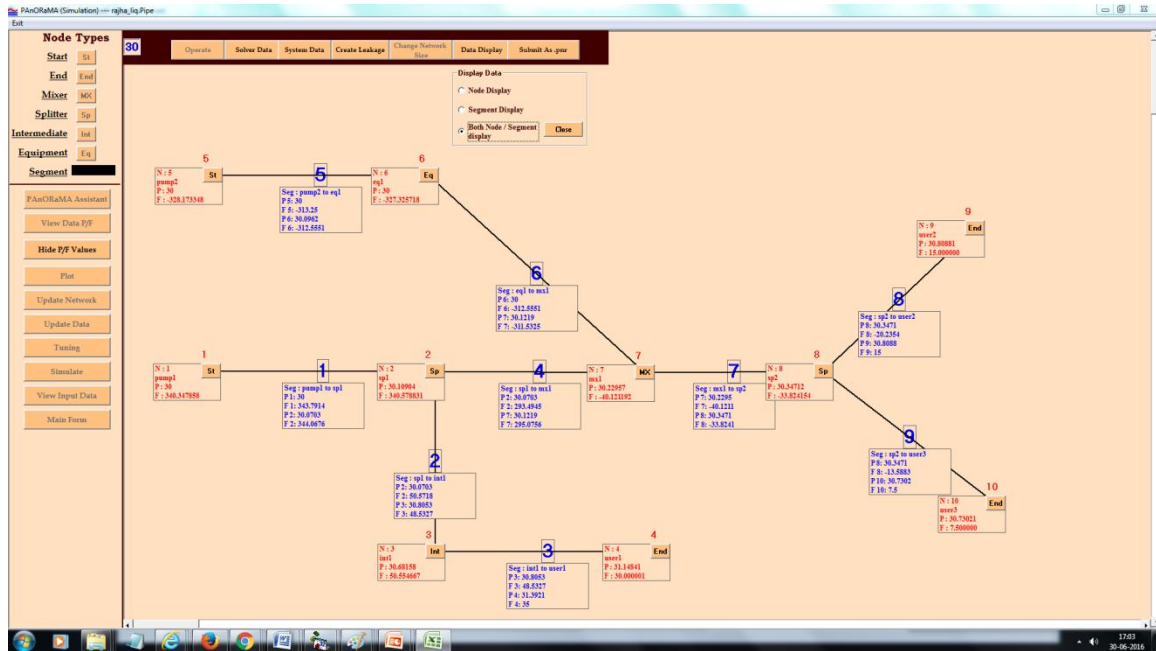 PAnORaMA (Simulation) --- rajha_liq.Pipe
Exit
Node Types
Start St
End End
Mixer MX
Splitter Sp
Intermediate Int
Equipment Eq
Segment
PAnORaMA Assistant
View Data P/F
Hide P/F Values
Plot
Update Network
Update Data
Tuning
Simulate
View Input Data
Main Form
30
Operate
Solver Data
System Data
Create Leakage
Change Network
Size
Data Display
Submit As .pnr
Display Data
Node Display
Segment Display
Both Node / Segment
display
Close
5
N : 5
pump2
P : 30
F : -328.173348
St
5
Seg : pump2 to eq1
P 5: 30
F 5: -313.25
P 6: 30.0962
F 6: -312.5551
6
N : 6
eq1
P : 30
F : -327.325718
Eq
6
Seg : eq1 to mx1
P 6: 30
F 6: -312.5551
P 7: 30.1219
F 7: -311.5325
9
N : 9
user2
P : 30.80881
F : 15.000000
End
8
Seg : sp2 to user2
P 8: 30.3471
F 8: -20.2354
P 9: 30.8088
F 9: 15
1
N : 1
pump1
P : 30
F : 340.347858
St
1
Seg : pump1 to sp1
P 1: 30
F 1: 343.7914
P 2: 30.0703
F 2: 344.0676
2
N : 2
sp1
P : 30.10904
F : 340.578831
Sp
4
Seg : sp1 to mx1
P 2: 30.0703
F 2: 293.4945
P 7: 30.1219
F 7: 295.0756
7
N : 7
mx1
P : 30.22957
F : -40.121192
MX
7
Seg : mx1 to sp2
P 7: 30.2295
F 7: -40.1211
P 8: 30.3471
F 8: -33.8241
8
N : 8
sp2
P : 30.34712
F : -33.824154
Sp
9
Seg : sp2 to user3
P 8: 30.3471
F 8: -13.5883
P 10: 30.7302
F 10: 7.5
10
N : 10
user3
P : 30.73021
F : 7.500000
End
2
Seg : sp1 to int1
P 2: 30.0703
F 2: 50.5718
P 3: 30.8053
F 3: 48.5327
3
N : 3
int1
P : 30.68158
F : 50.554667
Int
3
Seg : int1 to user1
P 3: 30.8053
F 3: 48.5327
P 4: 31.3921
F 4: 35
4
N : 4
user1
P : 31.14841
F : 30.000001
End
17:03
30-06-2016